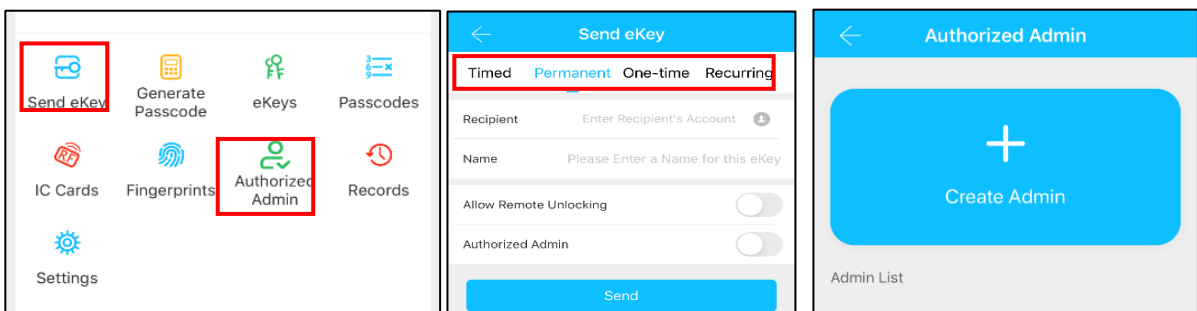 Send eKey
Generate
Passcode
eKeys
Passcodes
IC Cards
Fingerprints
Authorized
Admin
Records
Settings
Send eKey
Timed Permanent One-time Recurring
Recipient Enter Recipient's Account
Name Please Enter a Name for this eKey
Allow Remote Unlocking
Authorized Admin
Send
Authorized Admin
Create Admin
Admin List